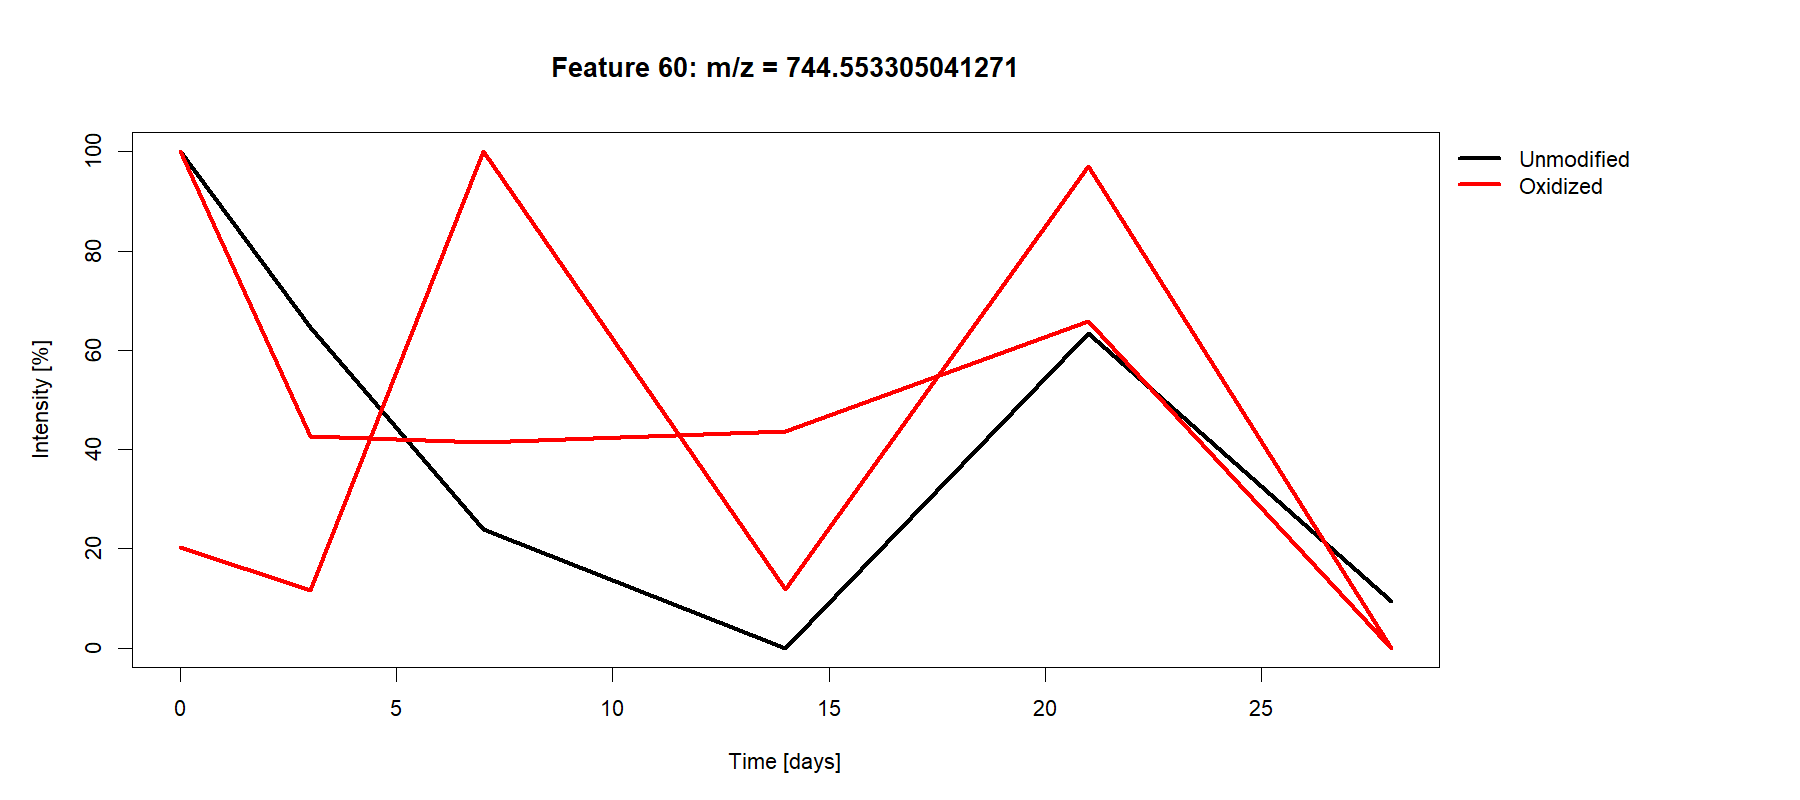 Feature 60: m/z = 744.553305041271
Unmodified
Oxidized
Intensity [%]
100
80
60
40
20
0
0 5 10 15 20 25
Time [days]